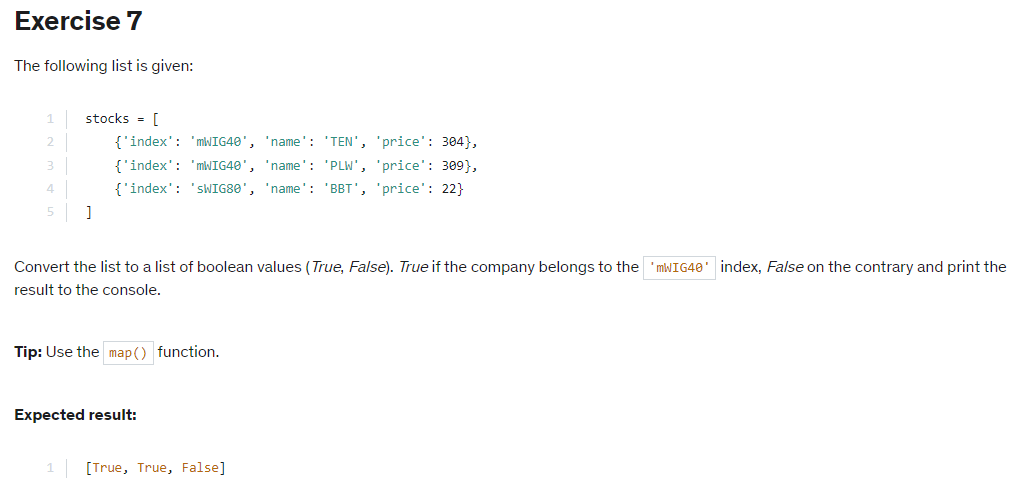 Exercise 7
The following list is given:
1 stocks = [
2 {'index': 'mWIG40', 'name': 'TEN', 'price': 304},
3 {'index': 'mWIG40', 'name': 'PLW', 'price': 309},
4 {'index': 'sWIG80', 'name': 'BBT', 'price': 22}
5 ]
Convert the list to a list of boolean values (True, False). True if the company belongs to the 'mWIG40' index, False on the contrary and print the
result to the console.
Tip: Use the map() function.
Expected result:
1 [True, True, False]